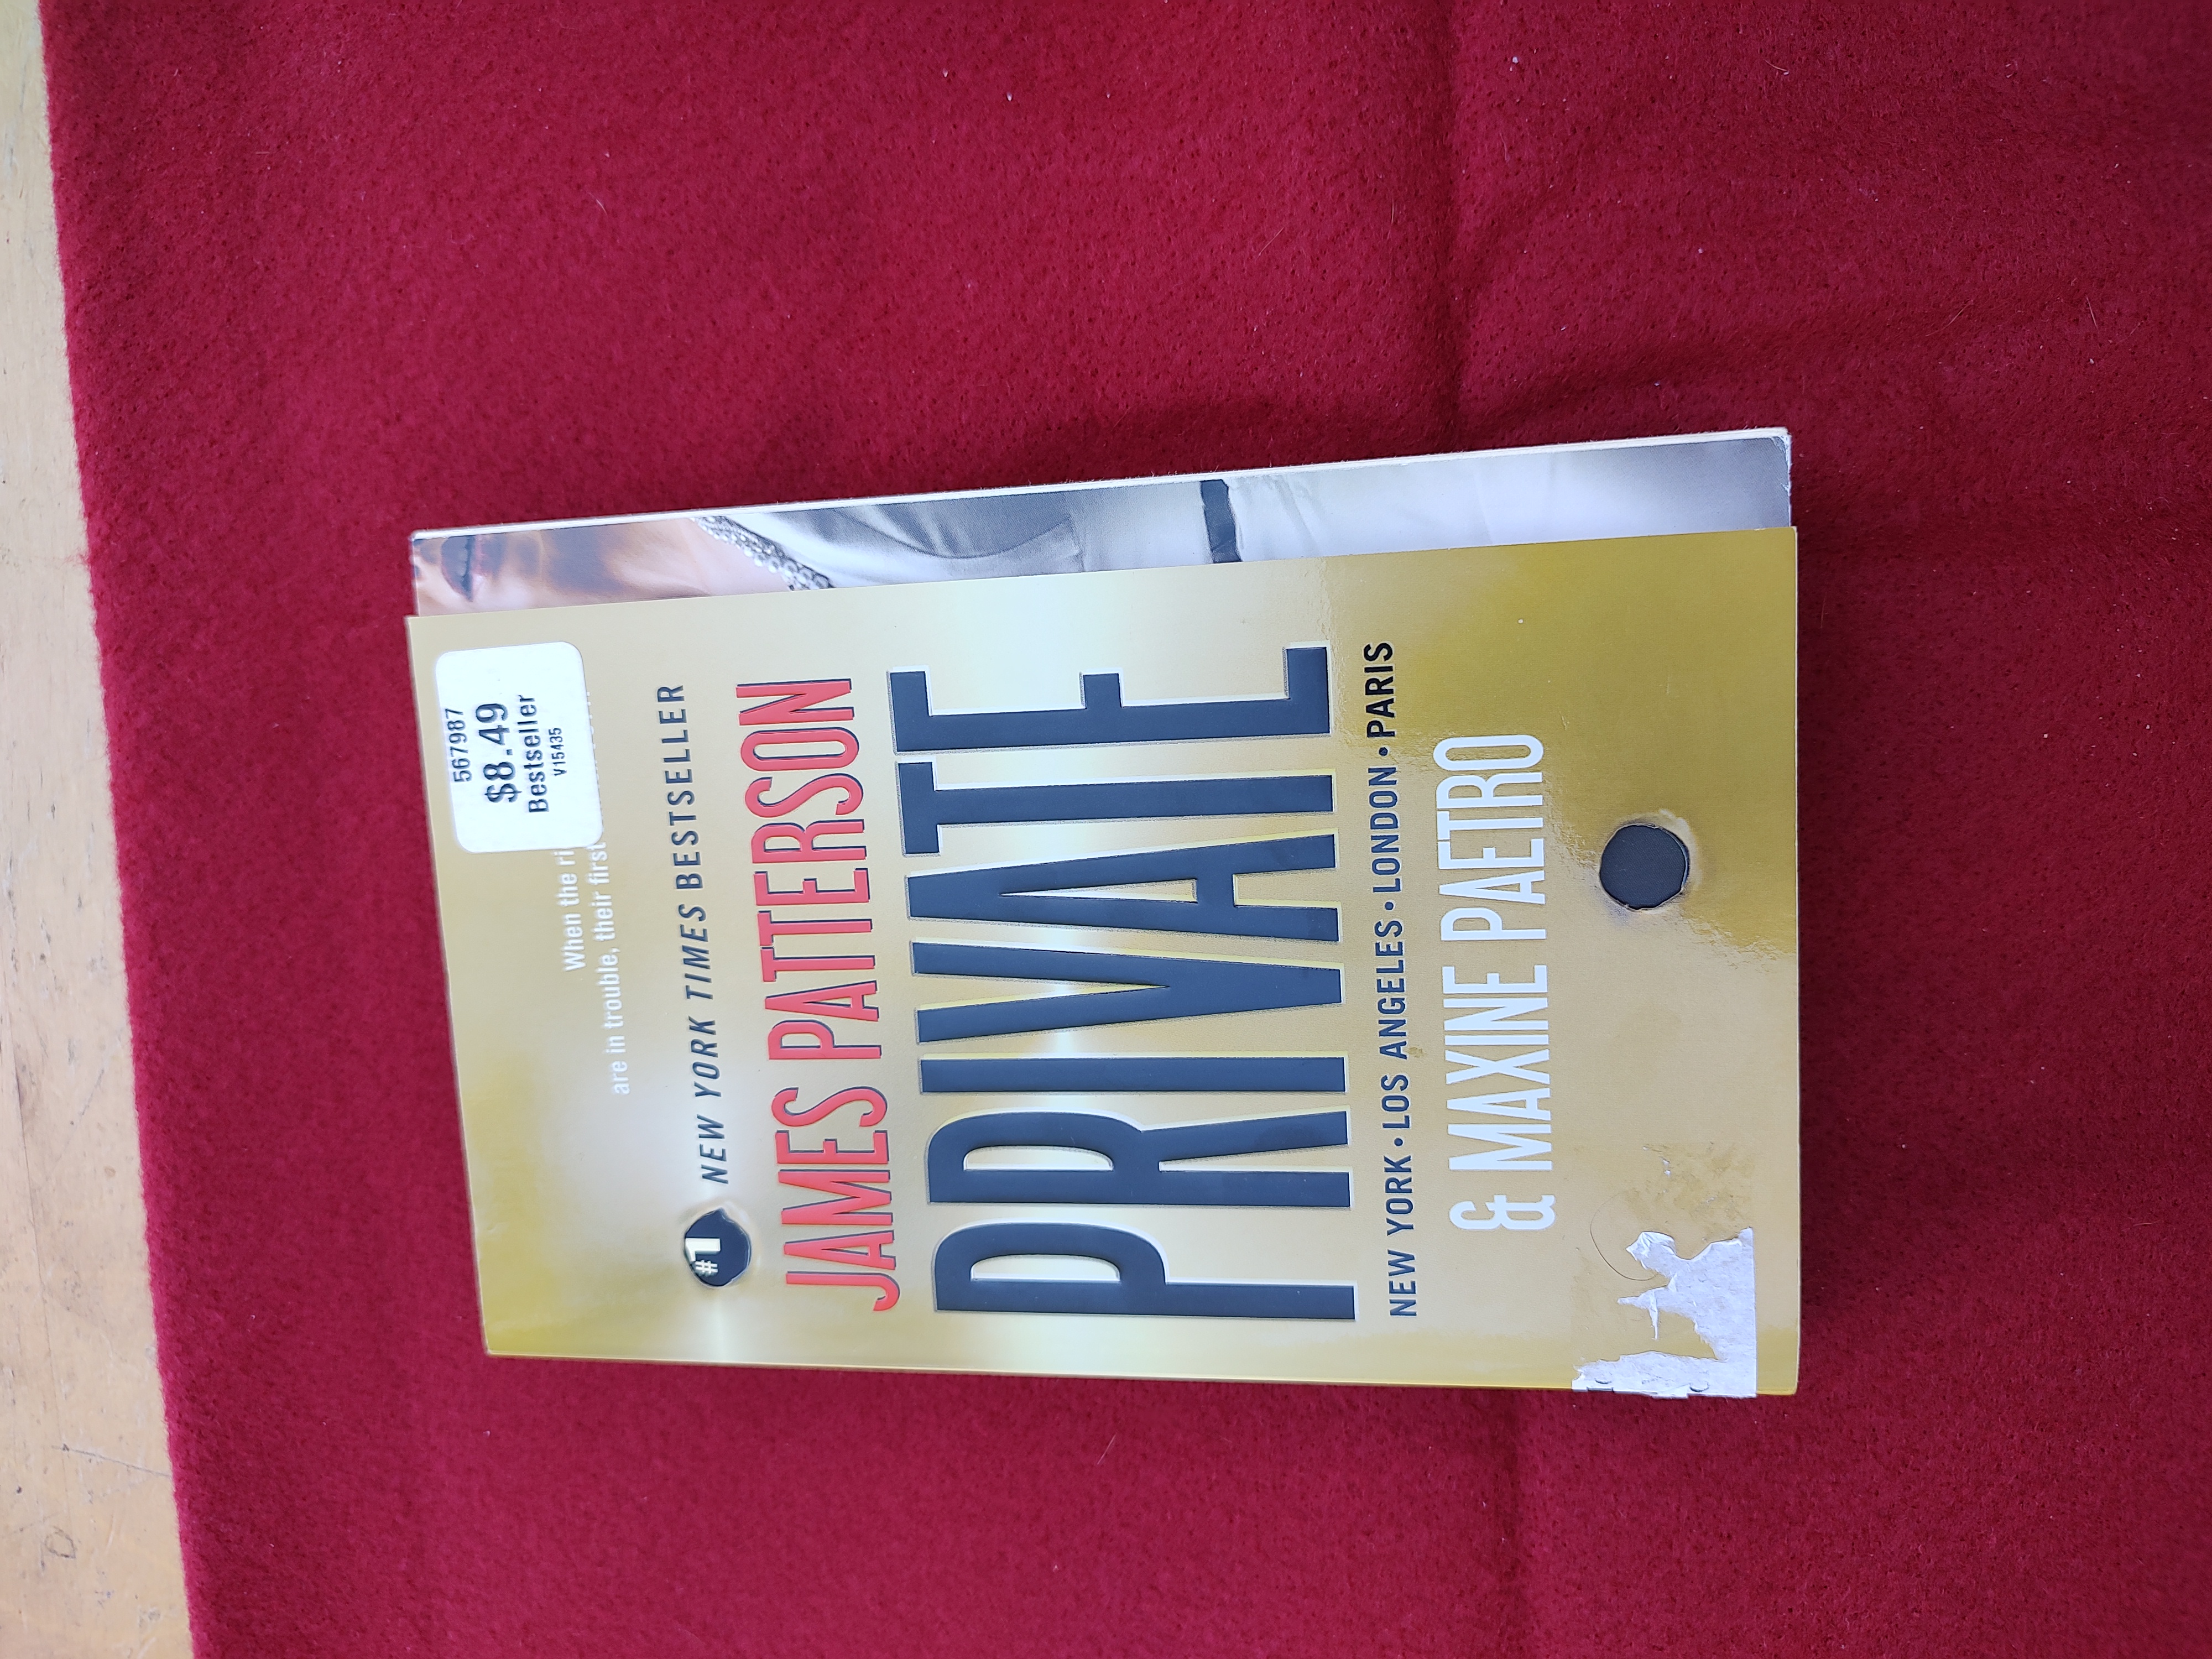 567987
$8.49
Bestseller
V15435
When the ri
are in trouble, their first
#1 NEW YORK TIMES BESTSELLER
JAMES PATTERSON
PRIVATE
NEW YORK • LOS ANGELES • LONDON • PARIS
& MAXINE PAETRO